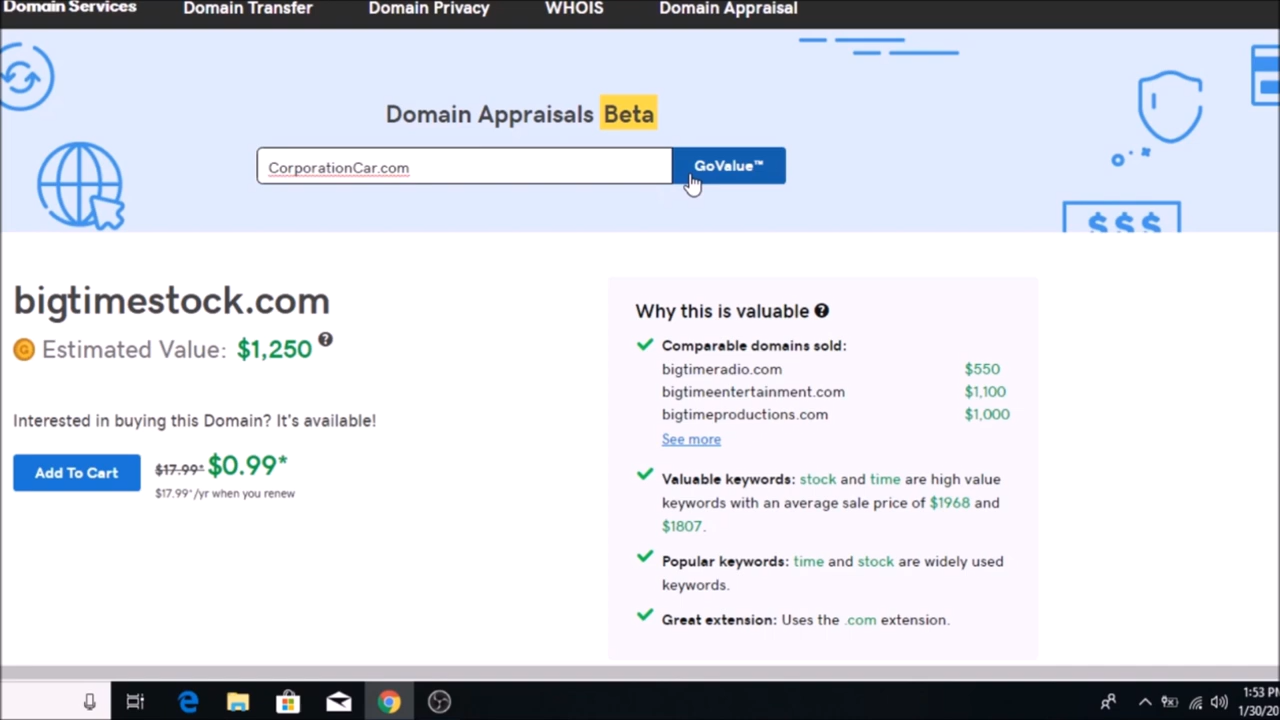 Domain Services Domain Transfer Domain Privacy WHOIS Domain Appraisal
Domain Appraisals Beta
CorporationCar.com GoValue™
$$$
bigtimestock.com
G Estimated Value: $1,250 ?
Interested in buying this Domain? It's available!
Add To Cart $17.99* $0.99*
$17.99*/yr when you renew
Why this is valuable ?
Comparable domains sold:
bigtimeradio.com $550
bigtimeentertainment.com $1,100
bigtimeproductions.com $1,000
See more
Valuable keywords: stock and time are high value
keywords with an average sale price of $1968 and
$1807.
Popular keywords: time and stock are widely used
keywords.
Great extension: Uses the .com extension.
1:53 PM
1/30/20